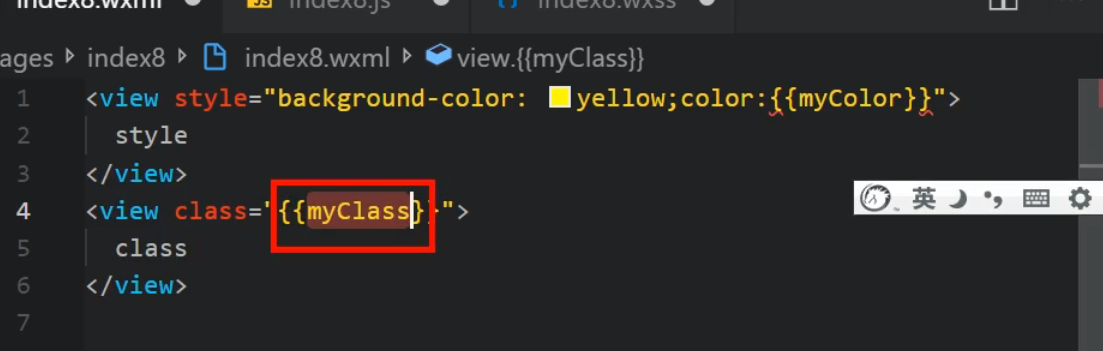 index8.wxml index8.js index8.wxss
ages index8 index8.wxml view.{{myClass}}
1 <view style="background-color: yellow;color:{{myColor}}">
2 style
3 </view>
4 <view class="{{myClass}}">
5 class
6 </view>
7
英